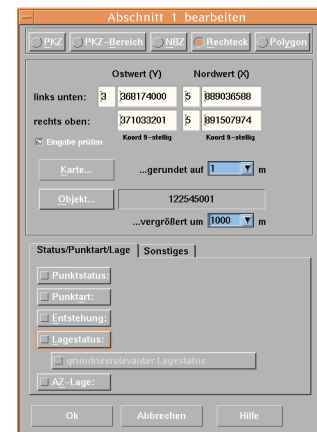 Abschnitt 1 bearbeiten
PKZ PKZ-Bereich NBZ Rechteck Polygon
Ostwert (Y) Nordwert (X)
links unten: 3 368174000 5 889036588
rechts oben: 371033201 5 891507974
Eingabe prüfen Koord 9-stellig Koord 9-stellig
Karte... ...gerundet auf 1 m
Objekt... 122545001
...vergrößert um 1000 m
Status/Punktart/Lage Sonstiges
Punktstatus:
Punktart:
Entstehung:
Lagestatus:
grundrissrelevanter Lagestatus
AZ-Lage:
Ok Abbrechen Hilfe